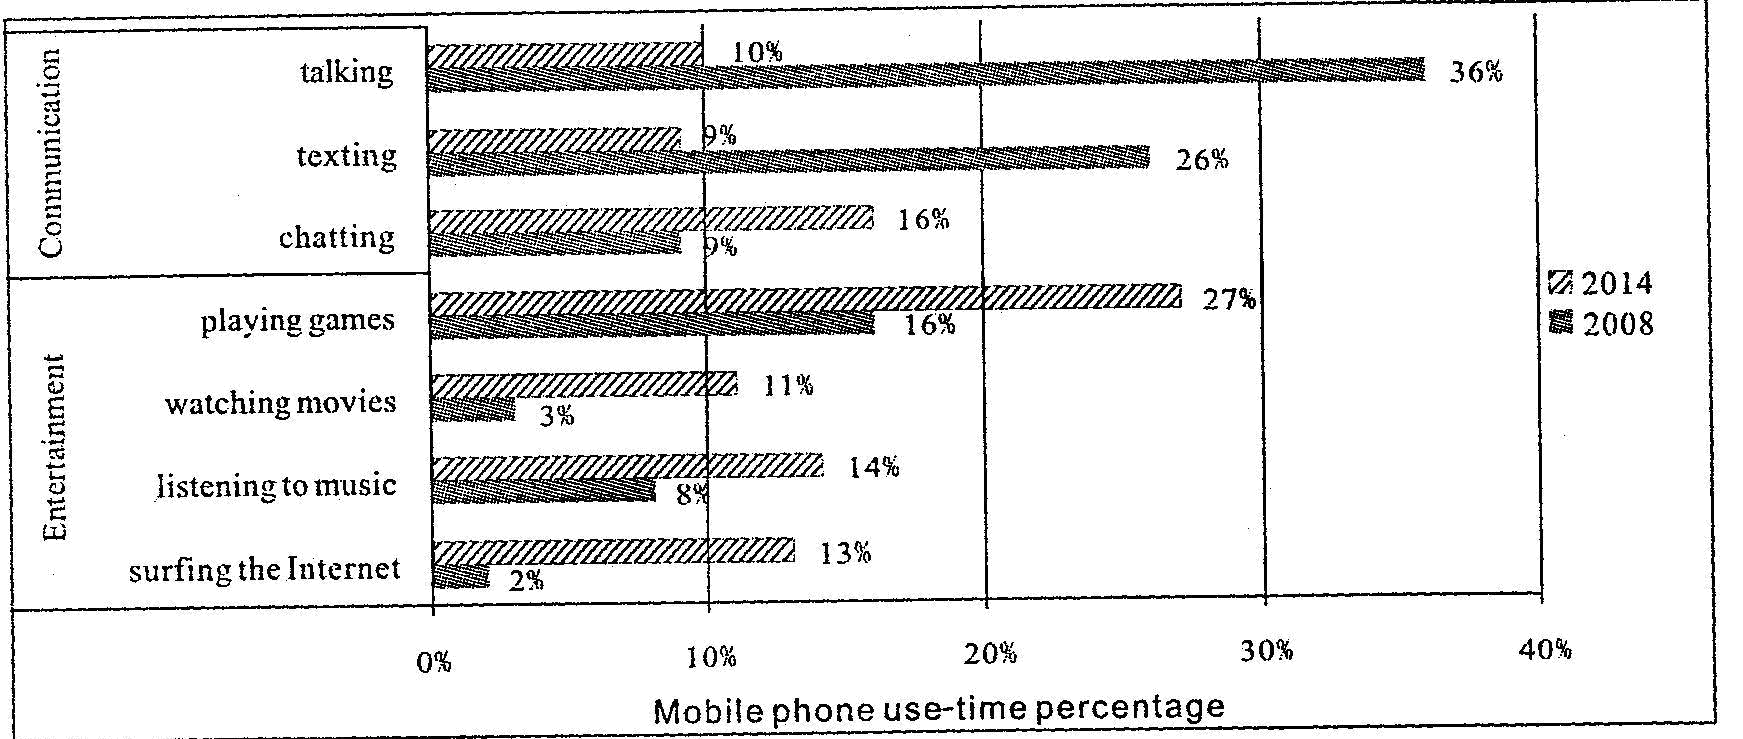 Communication
talking
10%
36%
texting
9%
26%
chatting
16%
9%
Entertainment
playing games
27%
16%
watching movies
11%
3%
listening to music
14%
8%
surfing the Internet
13%
2%
2014
2008
0% 10% 20% 30% 40%
Mobile phone use-time percentage